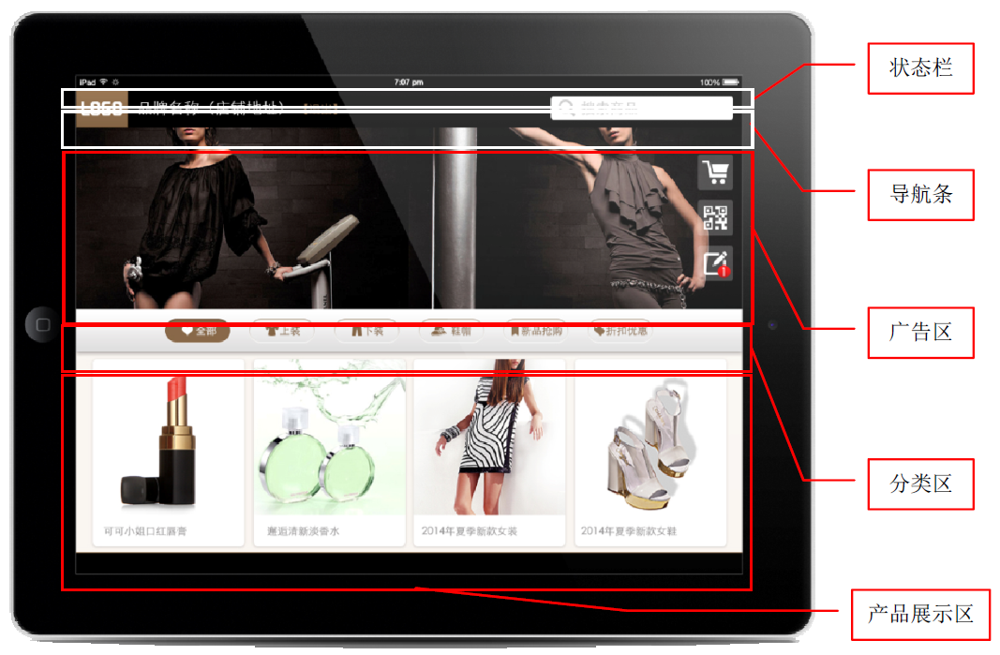 iPad
7:07 pm
100%
状态栏
LOGO
品牌名称（店铺地址）
搜索商品
导航条
1
广告区
全部
上装
下装
鞋帽
新品抢购
折扣优惠
分类区
可可小姐口红唇膏
邂逅清新淡香水
2014年夏季新款女装
2014年夏季新款女鞋
产品展示区